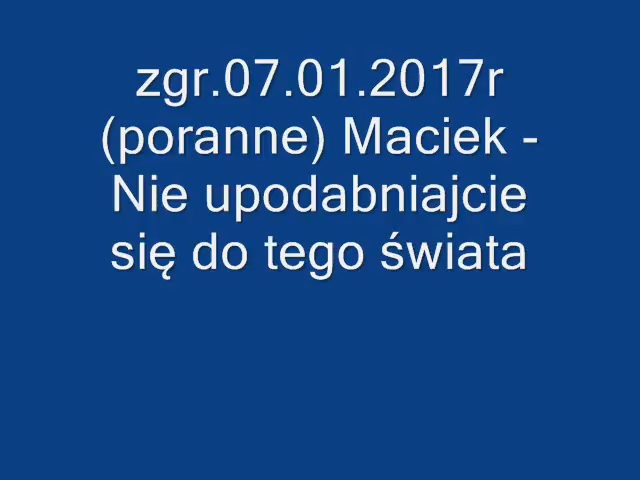 zgr.07.01.2017r
(poranne) Maciek -
Nie upodabniajcie
się do tego świata